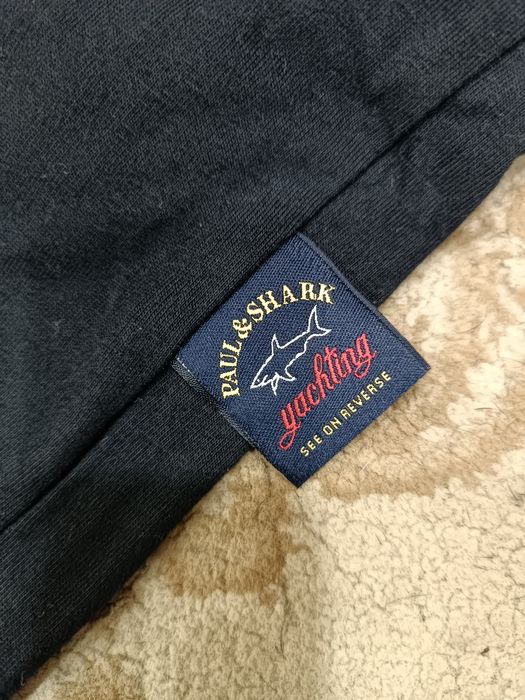 PAUL & SHARK
yachting
SEE ON REVERSE